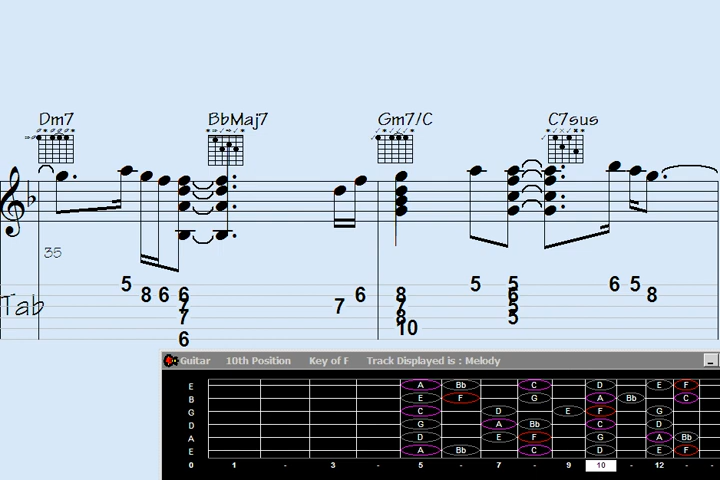 Dm7 BbMaj7 Gm7/C C7sus
35
5 5 5 6 5
8 6 6 6 8 6 8
7 7 7 5
7 8 5
10
6
Tab
Guitar 10th Position Key of F Track Displayed is : Melody
E A Bb C D E F
B E F G A Bb C
G C D E F G
D G A Bb C D
A D E F G A Bb
E A Bb C D E F
0 1 - 3 - 5 - 7 - 9 10 - 12 - -